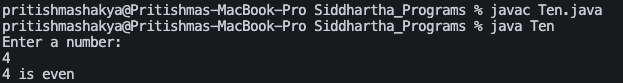 pritishmashakya@Pritishmas-MacBook-Pro Siddhartha_Programs % javac Ten.java
pritishmashakya@Pritishmas-MacBook-Pro Siddhartha_Programs % java Ten
Enter a number:
4
4 is even